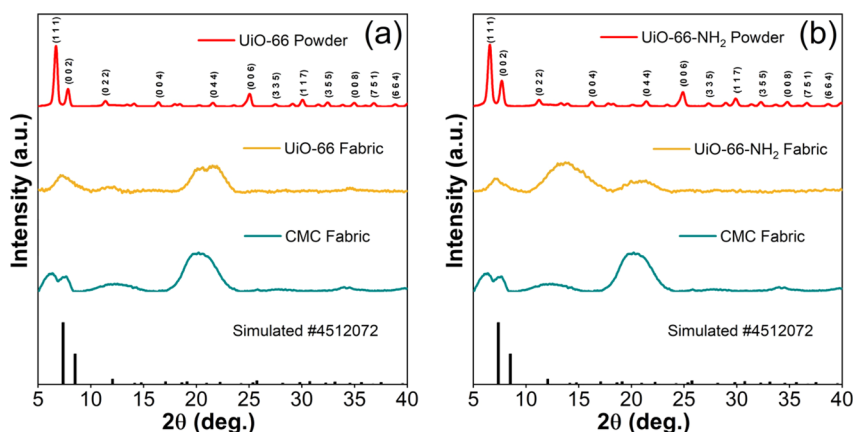 UiO-66 Powder
(a)
(1 1 1)
(0 0 2)
(0 2 2)
(0 0 4)
(0 4 4)
(0 0 6)
(3 3 5)
(1 1 7)
(3 5 5)
(0 0 8)
(7 5 1)
(6 6 4)
UiO-66 Fabric
CMC Fabric
Simulated #4512072
Intensity (a.u.)
5 10 15 20 25 30 35 40
2θ (deg.)
UiO-66-NH₂ Powder
(b)
(1 1 1)
(0 0 2)
(0 2 2)
(0 0 4)
(0 4 4)
(0 0 6)
(3 3 5)
(1 1 7)
(3 5 5)
(0 0 8)
(7 5 1)
(6 6 4)
UiO-66-NH₂ Fabric
CMC Fabric
Simulated #4512072
Intensity (a.u.)
5 10 15 20 25 30 35 40
2θ (deg.)